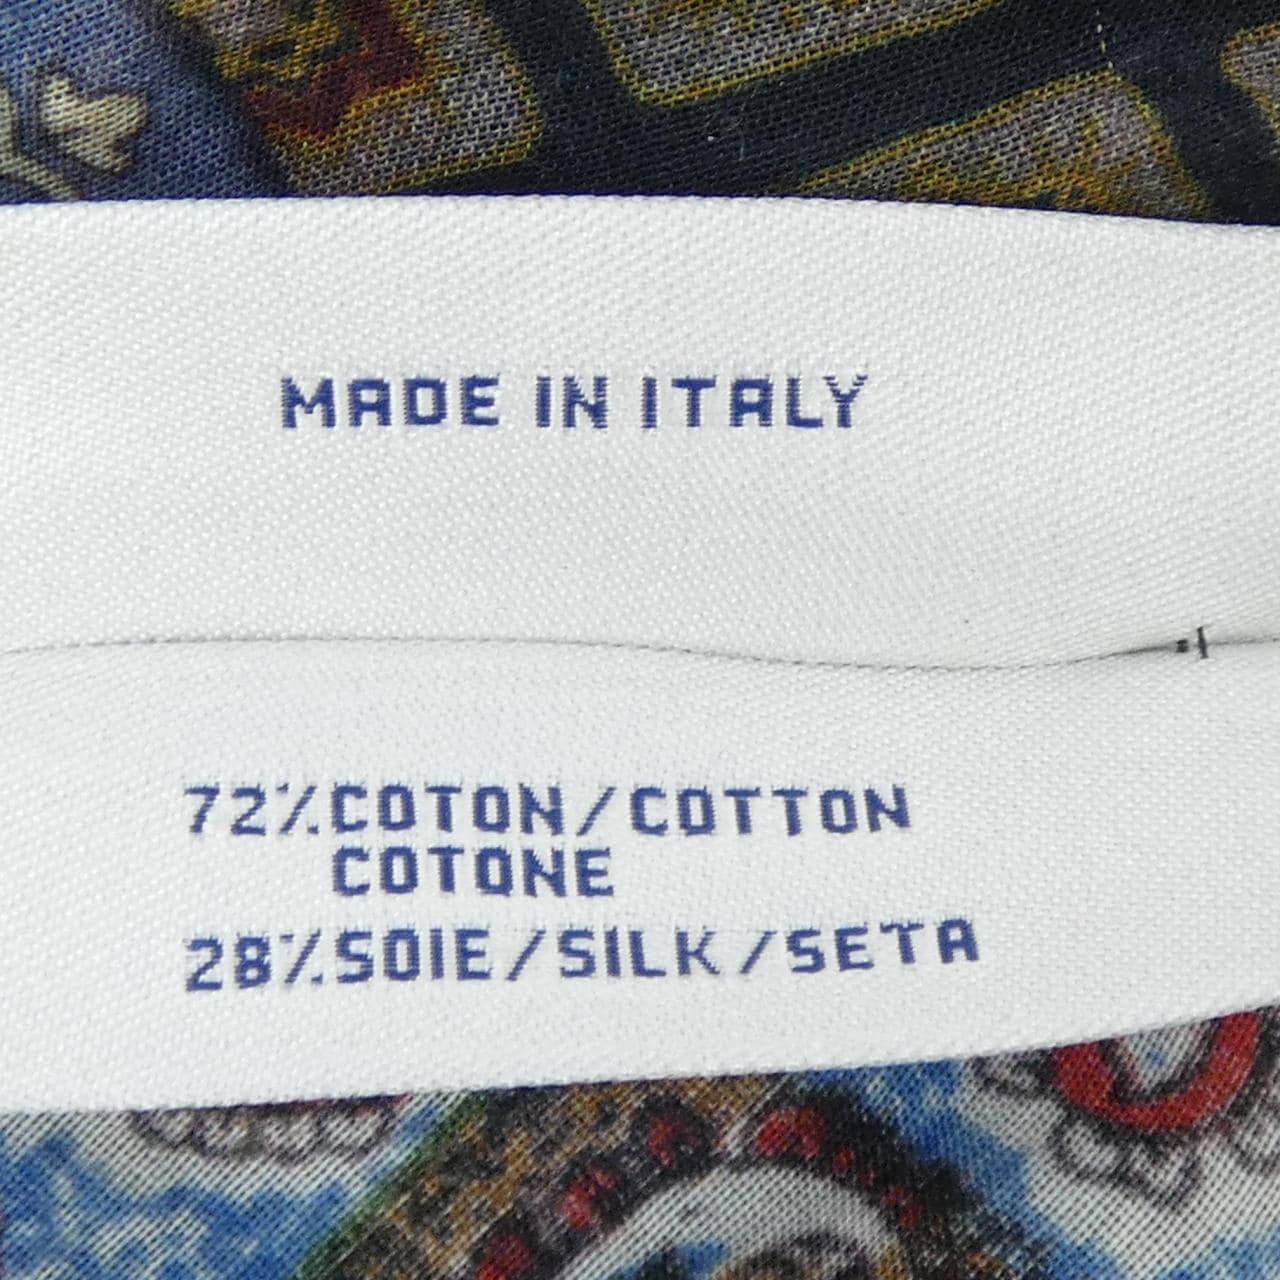 MADE IN ITALY
72%COTON/COTTON
COTONE
28%SOIE/SILK/SETA